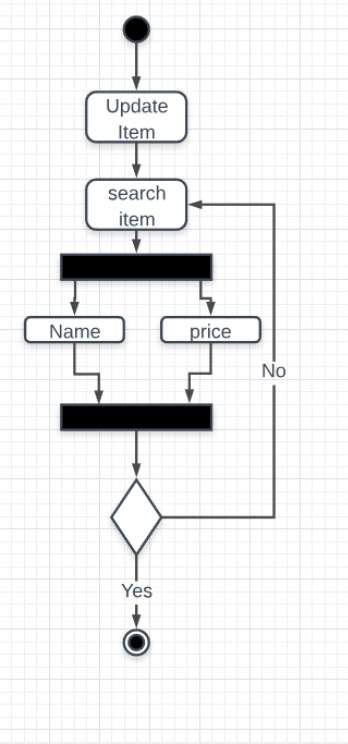 Update
Item
search
item
Name
price
No
Yes